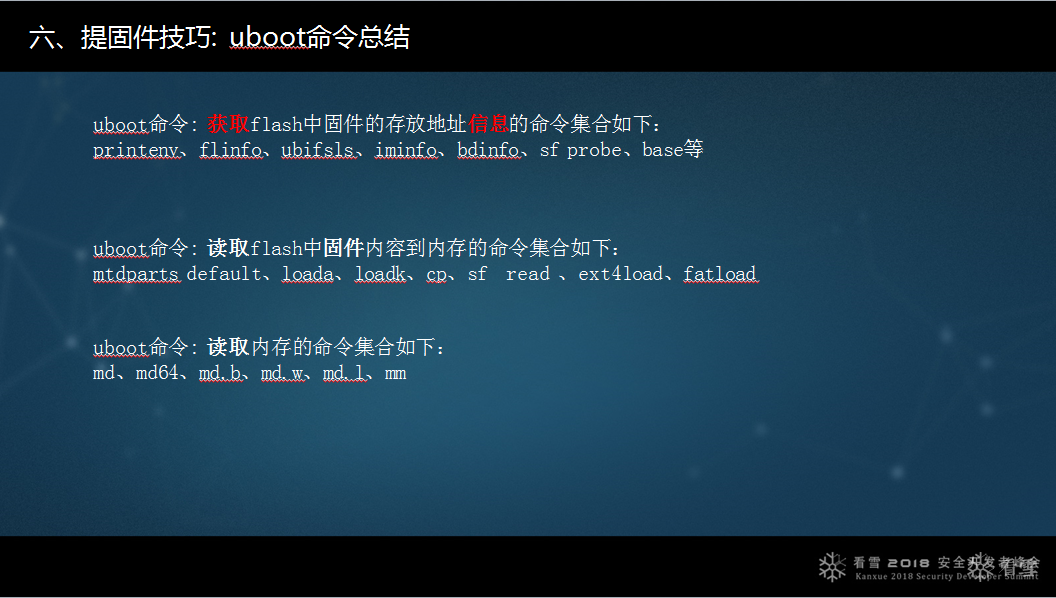 六、提固件技巧: uboot命令总结
uboot命令: 获取flash中固件的存放地址信息的命令集合如下:
printenv、flinfo、ubifsls、iminfo、bdinfo、sf probe、base等
uboot命令: 读取flash中固件内容到内存的命令集合如下:
mtdparts default、loada、loadk、cp、sf read 、ext4load、fatload
uboot命令: 读取内存的命令集合如下:
md、md64、md.b、md.w、md.l、mm
看雪 2018 安全开发者峰会
Kanxue 2018 Security Developer Summit
看雪